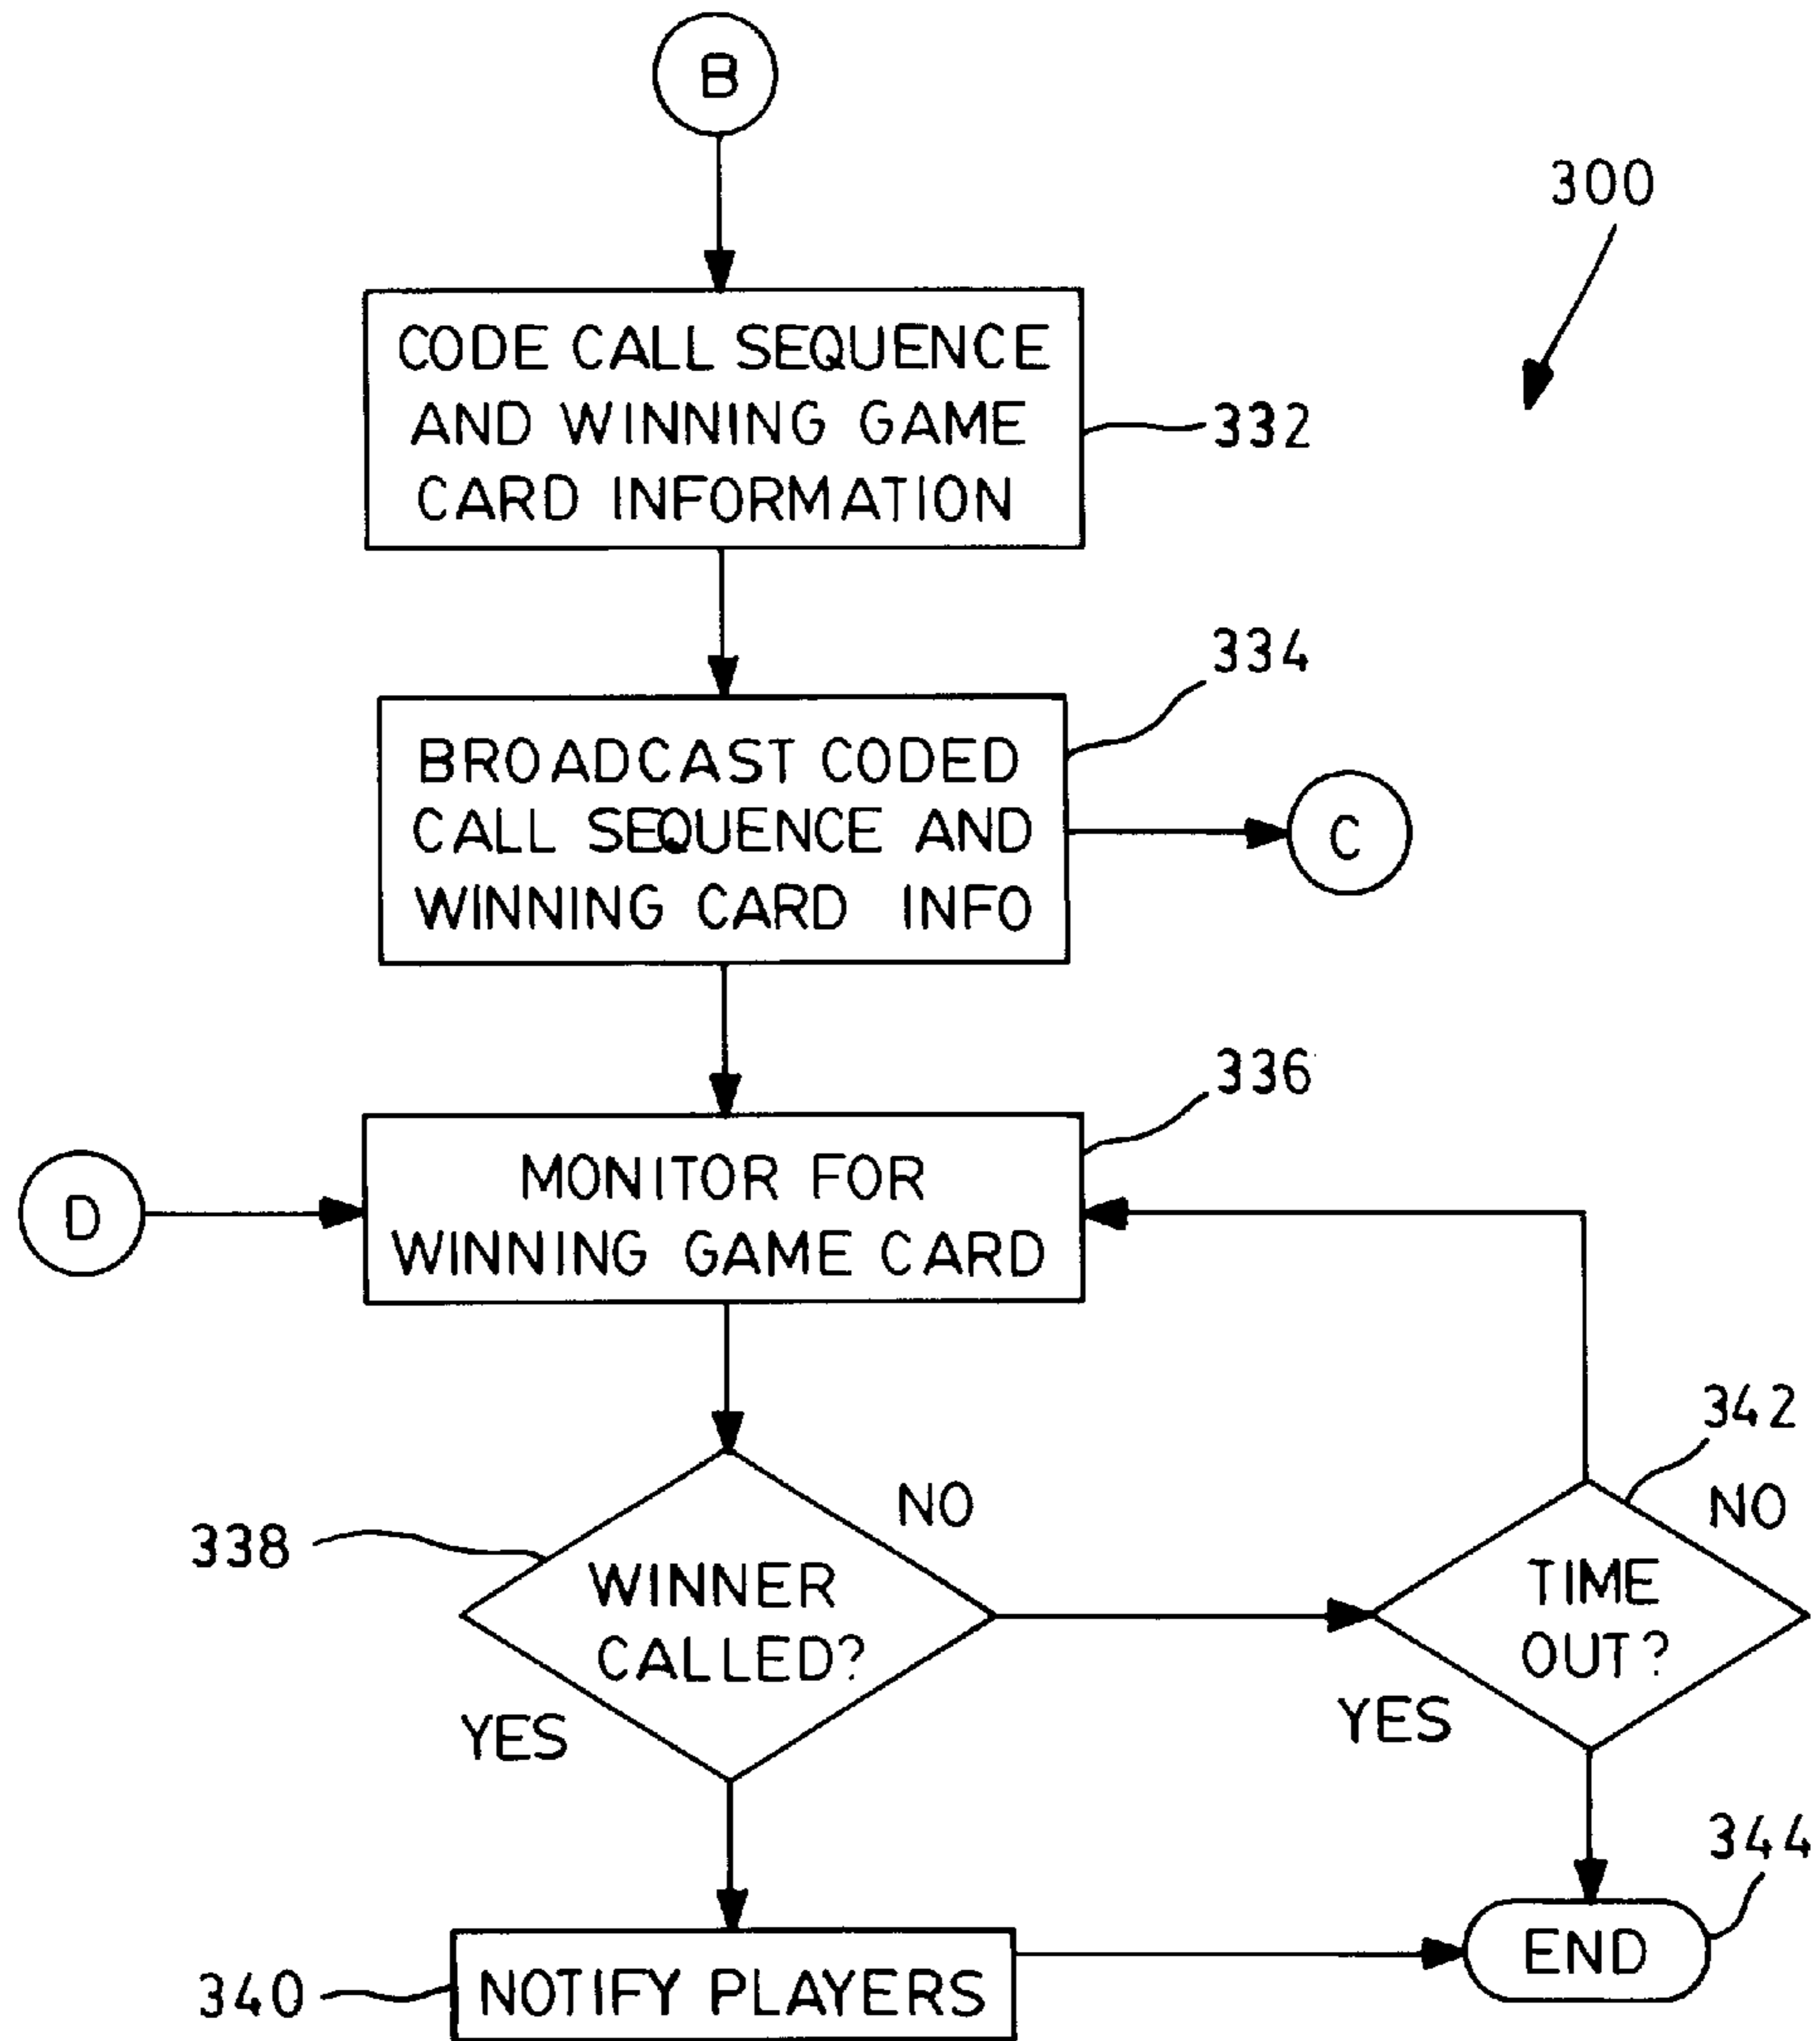 B
300
CODE CALL SEQUENCE
AND WINNING GAME
CARD INFORMATION
332
334
BROADCAST CODED
CALL SEQUENCE AND
WINNING CARD INFO
C
336
D
MONITOR FOR
WINNING GAME CARD
342
NO
NO
338
WINNER
CALLED?
TIME
OUT?
YES
YES
344
END
340
NOTIFY PLAYERS